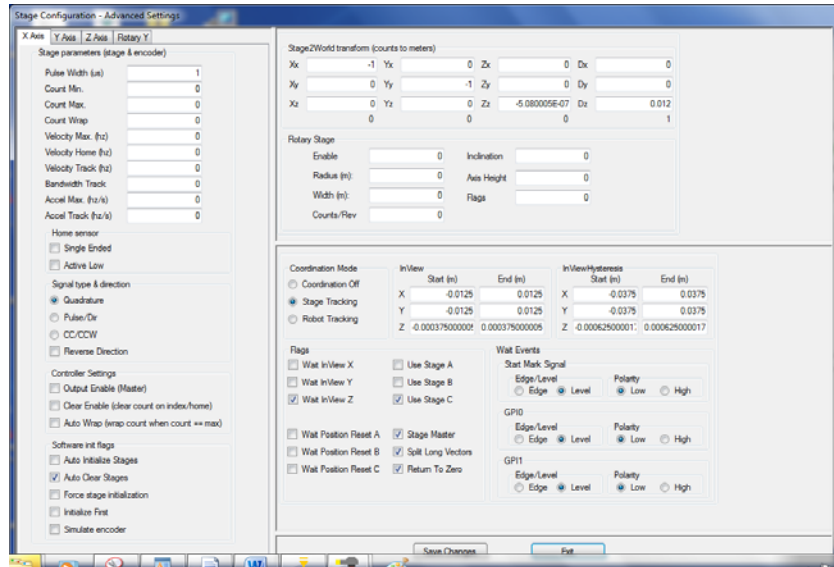 Stage Configuration - Advanced Settings
X Axis Y Axis Z Axis Rotary Y
Stage parameters (stage & encoder)
Pulse Width (us) 1
Count Min. 0
Count Max. 0
Count Wrap 0
Velocity Max. (hz) 0
Velocity Home (hz) 0
Velocity Track (hz) 0
Bandwidth Track 0
Accel Max. (hz/s) 0
Accel Track (hz/s) 0
Home sensor
Single Ended
Active Low
Signal type & direction
Quadrature
Pulse/Dir
CC/CCW
Reverse Direction
Controller Settings
Output Enable (Master)
Clear Enable (clear count on index/home)
Auto Wrap (wrap count when count == max)
Software init flags
Auto Initialize Stages
Auto Clear Stages
Force stage initialization
Initialize First
Simulate encoder
Stage2World transform (counts to meters)
Xx -1 Yx 0 Zx 0 Dx 0
Xy 0 Yy -1 Zy 0 Dy 0
Xz 0 Yz 0 Zz -5.080005E-07 Dz 0.012
0 0 0 1
Rotary Stage
Enable 0 Inclination 0
Radius (m): 0 Axis Height 0
Width (m): 0 Flags 0
Counts/Rev 0
Coordination Mode
Coordination Off
Stage Tracking
Robot Tracking
InView
Start (m) End (m)
X -0.0125 0.0125
Y -0.0125 0.0125
Z -0.00037500000 0.000375000005
InViewHysteresis
Start (m) End (m)
X -0.0375 0.0375
Y -0.0375 0.0375
Z -0.00062500001 0.000625000017
Flags
Wait InView X Use Stage A
Wait InView Y Use Stage B
Wait InView Z Use Stage C
Wait Position Reset A Stage Master
Wait Position Reset B Split Long Vectors
Wait Position Reset C Return To Zero
Wait Events
Start Mark Signal
Edge/Level Polarity
Edge Level Low High
GPI0
Edge/Level Polarity
Edge Level Low High
GPI1
Edge/Level Polarity
Edge Level Low High
Save Changes Exit